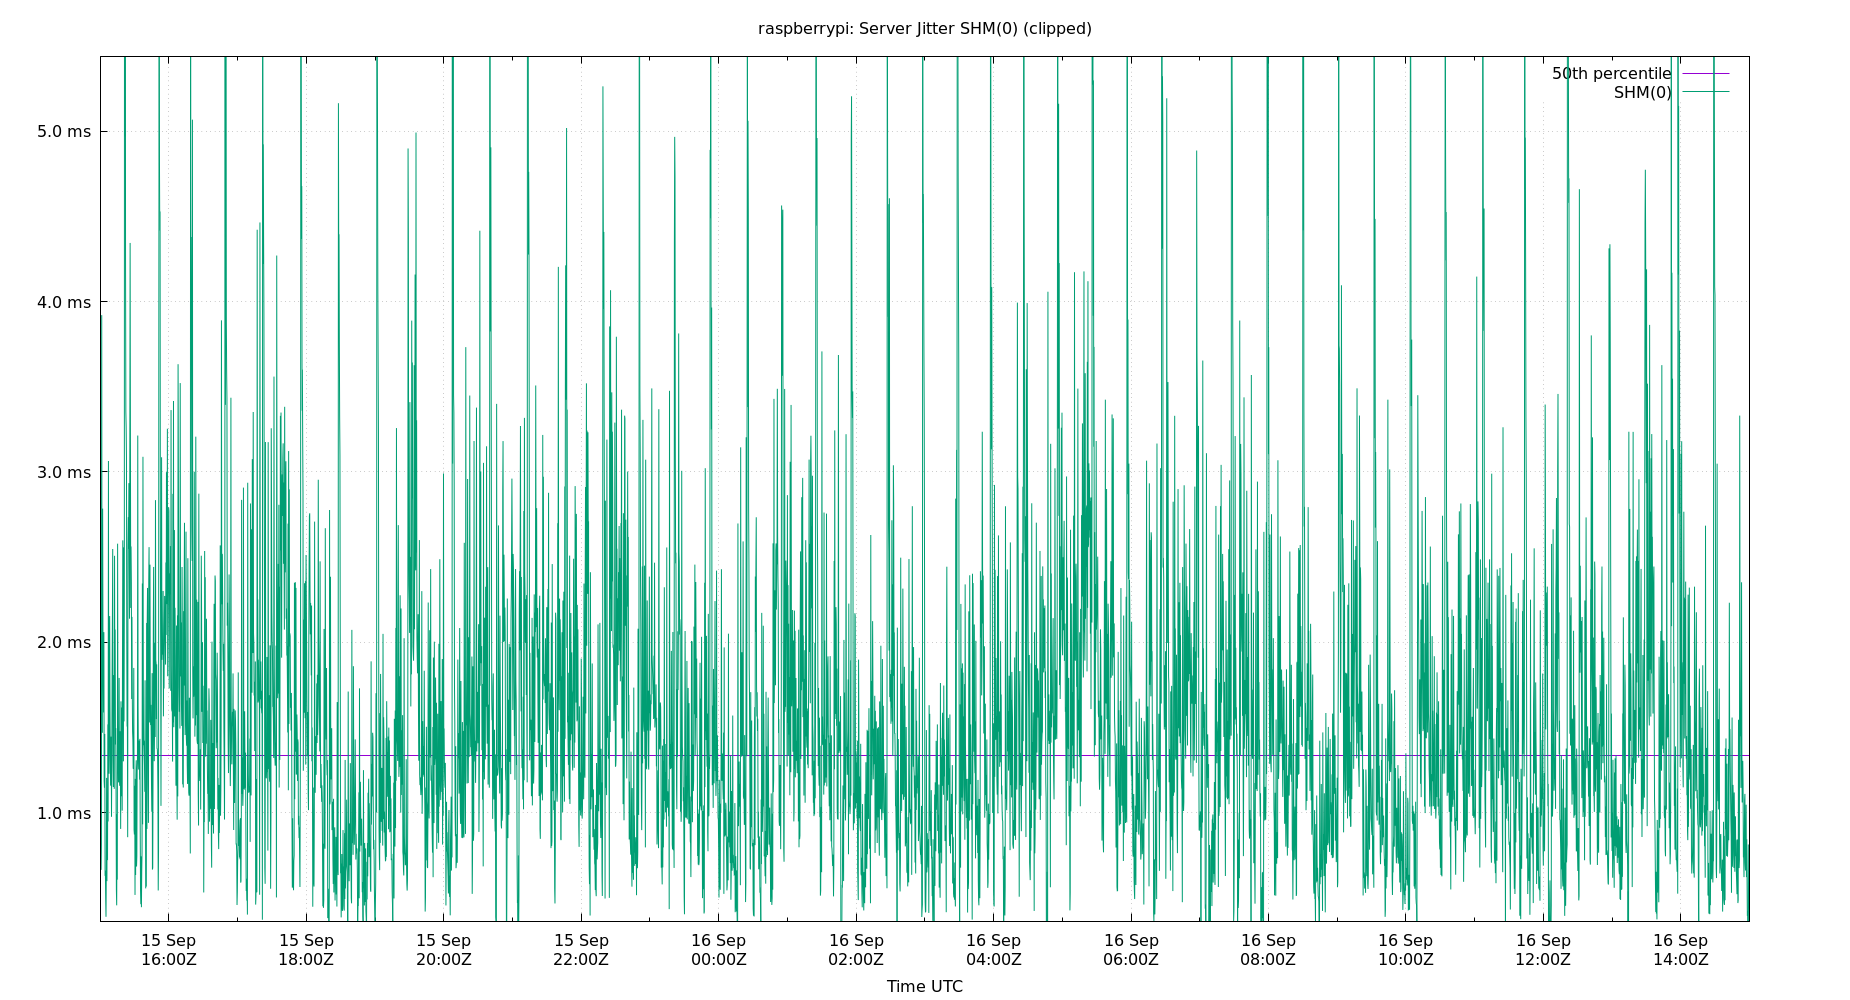 raspberrypi: Server Jitter SHM(0) (clipped)
50th percentile
SHM(0)
5.0 ms
4.0 ms
3.0 ms
2.0 ms
1.0 ms
15 Sep 15 Sep 15 Sep 15 Sep 16 Sep 16 Sep 16 Sep 16 Sep 16 Sep 16 Sep 16 Sep 16 Sep
16:00Z 18:00Z 20:00Z 22:00Z 00:00Z 02:00Z 04:00Z 06:00Z 08:00Z 10:00Z 12:00Z 14:00Z
Time UTC